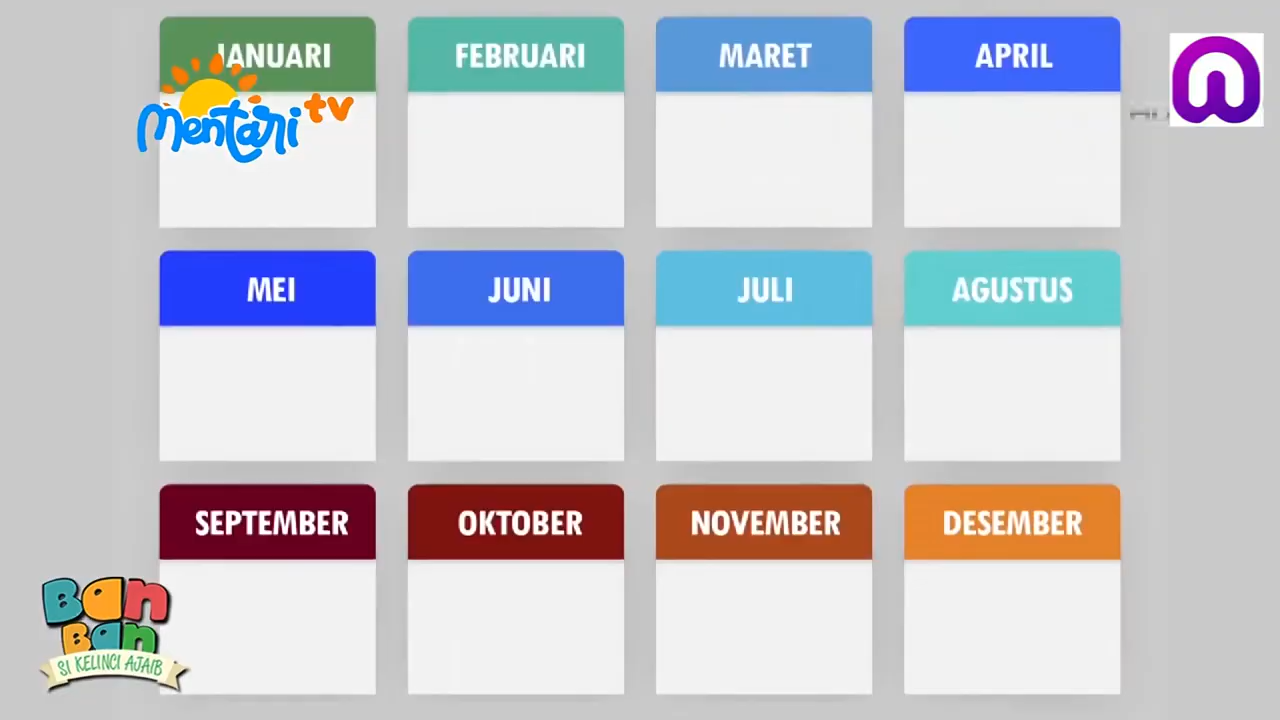 JANUARI
FEBRUARI
MARET
APRIL
Mentari tv
MEI
JUNI
JULI
AGUSTUS
SEPTEMBER
OKTOBER
NOVEMBER
DESEMBER
Ban
Ban
SI KELINCI AJAIB